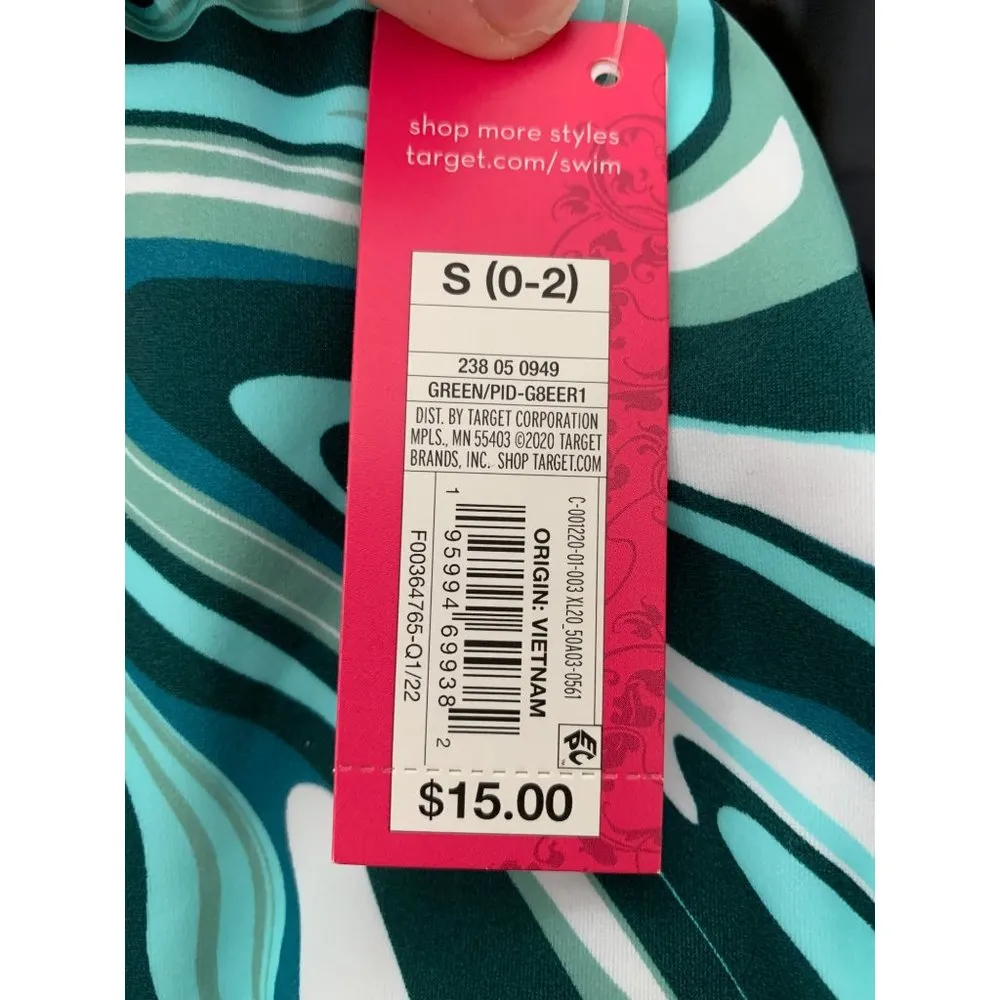 shop more styles
target.com/swim
S (0-2)
238 05 0949
GREEN/PID-G8EER1
DIST. BY TARGET CORPORATION
MPLS., MN 55403 ©2020 TARGET
BRANDS, INC. SHOP TARGET.COM
C-001220-01-003 XL20_50A03-0561
ORIGIN: VIETNAM
1 95994 69938 2
F00364765-Q1/22
EPC™
$15.00